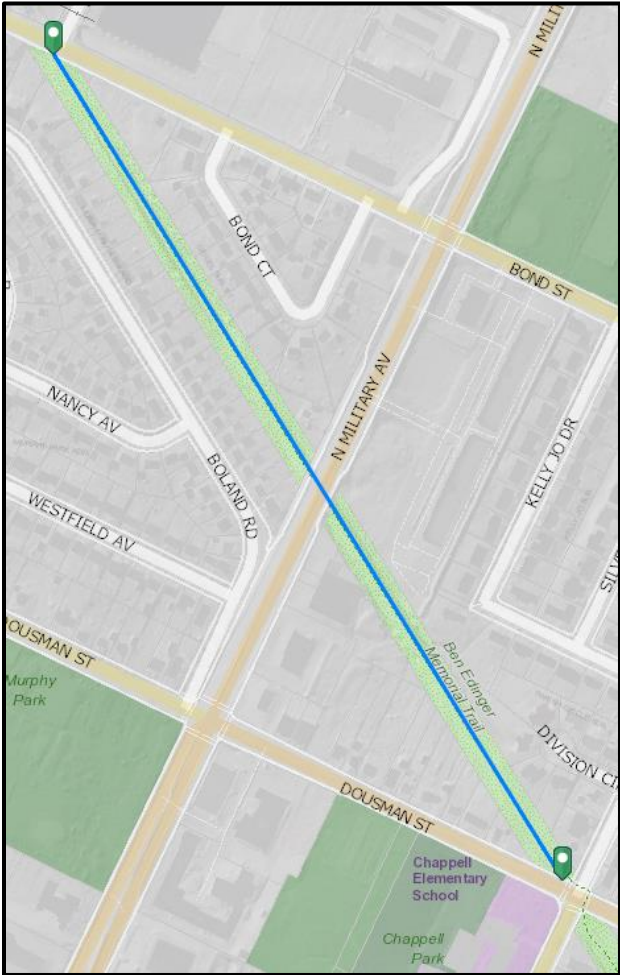 N MILI
BOND CT
BOND ST
N MILITARY AV
NANCY AV
KELLY JO DR
BOLAND RD
WESTFIELD AV
Ben Edinger
Memorial Trail
DOUSMAN ST
Murphy
Park
DIVISION CI
DOUSMAN ST
Chappell
Elementary
School
Chappell
Park